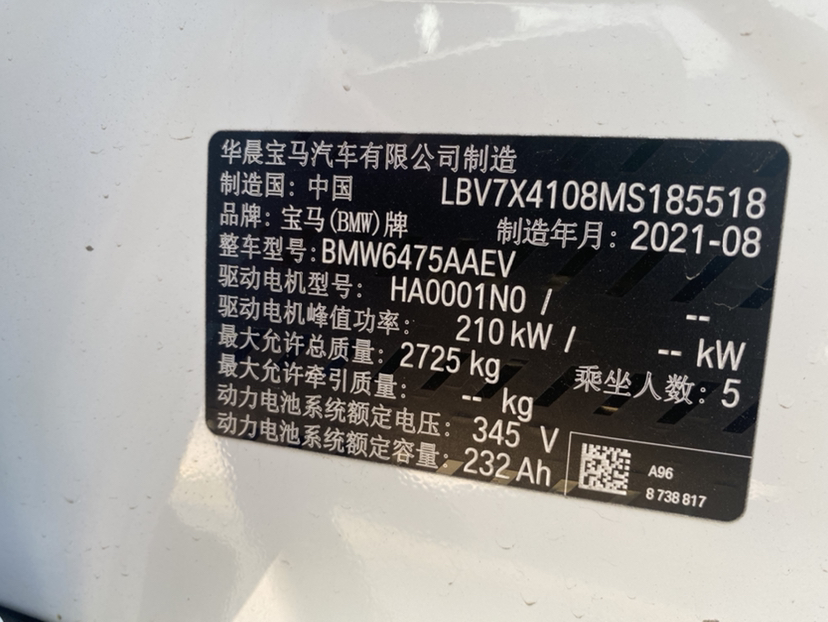 华晨宝马汽车有限公司制造
制造国：中国 LBV7X4108MS185518
品牌：宝马(BMW)牌 制造年月：2021-08
整车型号：BMW6475AAEV
驱动电机型号： HA0001N0 / --
驱动电机峰值功率： 210 kW / -- kW
最大允许总质量： 2725 kg 乘坐人数：5
最大允许牵引质量： -- kg
动力电池系统额定电压： 345 V
动力电池系统额定容量：232 Ah
A96
8 738 817